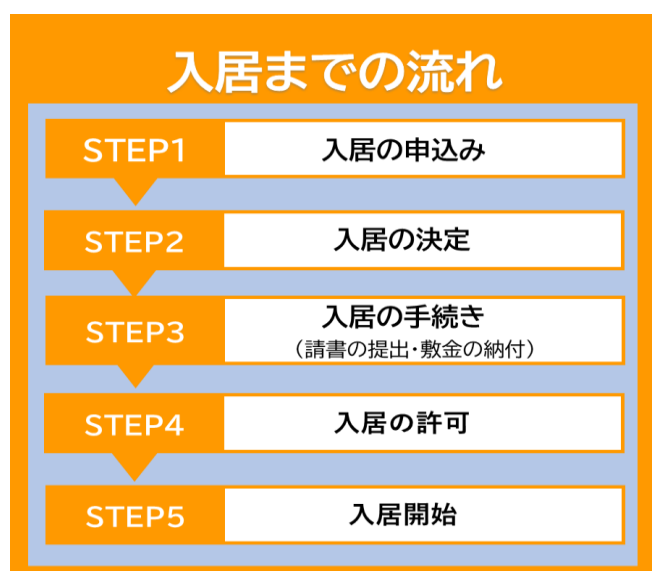 入居までの流れ
STEP1
入居の申込み
STEP2
入居の決定
STEP3
入居の手続き
(請書の提出・敷金の納付)
STEP4
入居の許可
STEP5
入居開始